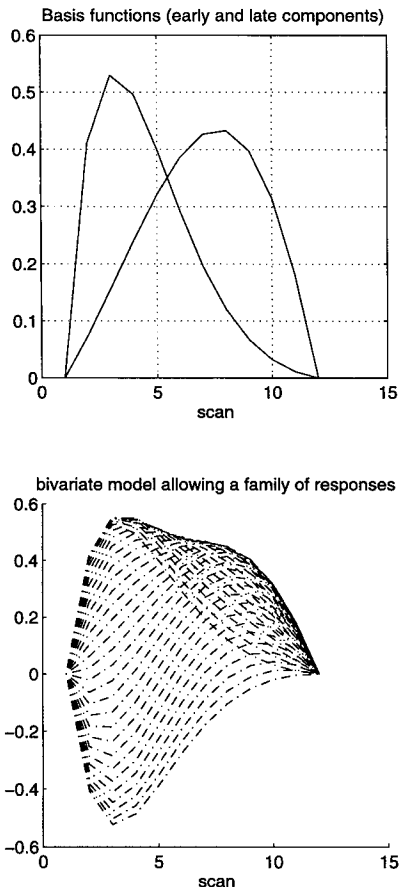 Basis functions (early and late components)
0.6
0.5
0.4
0.3
0.2
0.1
0
0 5 10 15
scan
bivariate model allowing a family of responses
0.6
0.4
0.2
0
−0.2
−0.4
−0.6
0 5 10 15
scan